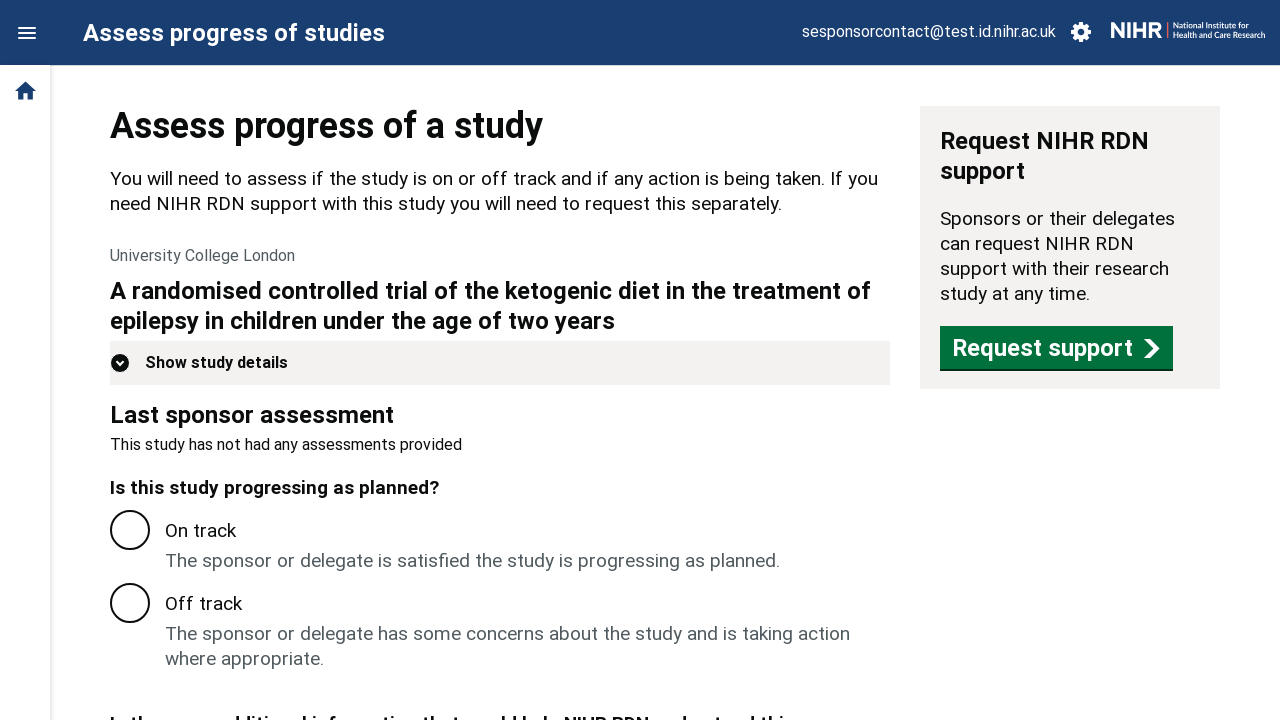 Assess progress of studies
sesponsorcontact@test.id.nihr.ac.uk
NIHR | National Institute for
Health and Care Research
Assess progress of a study
You will need to assess if the study is on or off track and if any action is being taken. If you
need NIHR RDN support with this study you will need to request this separately.
University College London
A randomised controlled trial of the ketogenic diet in the treatment of
epilepsy in children under the age of two years
Show study details
Last sponsor assessment
This study has not had any assessments provided
Is this study progressing as planned?
On track
The sponsor or delegate is satisfied the study is progressing as planned.
Off track
The sponsor or delegate has some concerns about the study and is taking action
where appropriate.
Request NIHR RDN
support
Sponsors or their delegates
can request NIHR RDN
support with their research
study at any time.
Request support